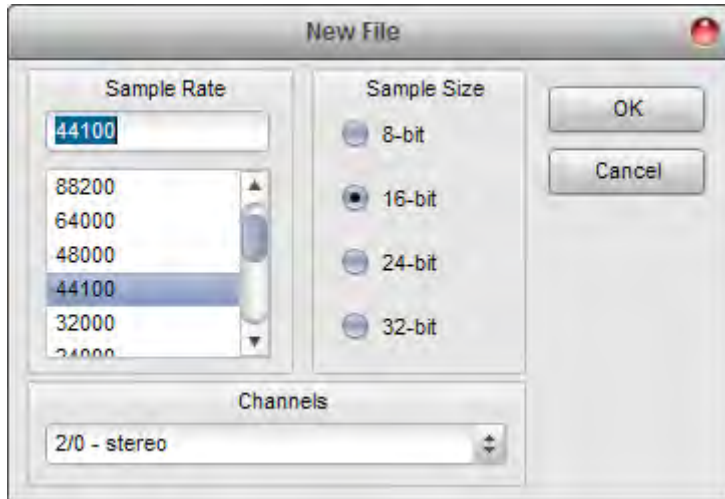 New File
Sample Rate
44100
88200
64000
48000
44100
32000
24000
Sample Size
8-bit
16-bit
24-bit
32-bit
OK
Cancel
Channels
2/0 - stereo